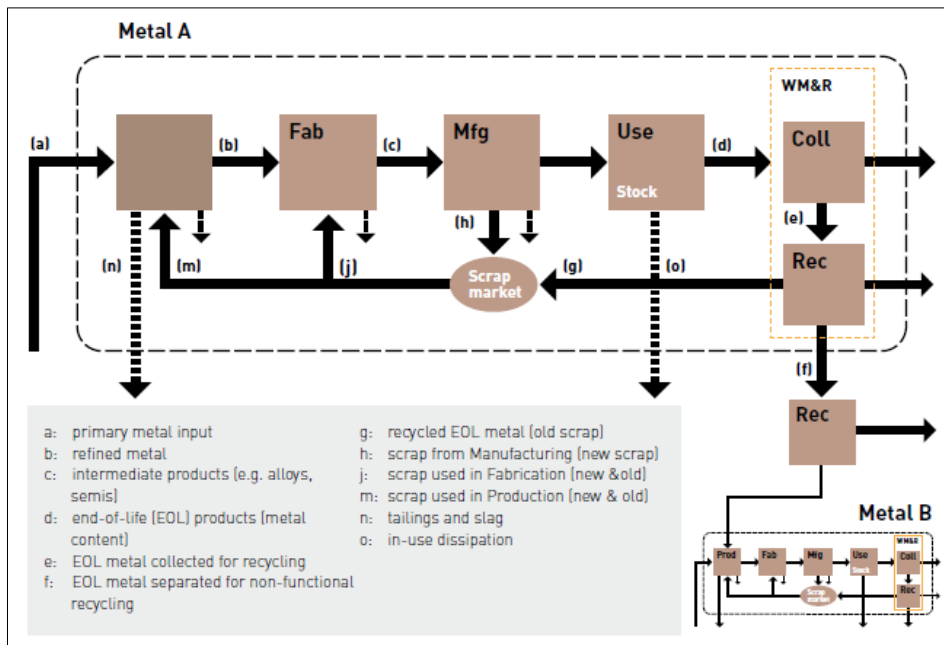 Metal A
WM&R
(a)
(b)
Fab
(c)
Mfg
Use
Stock
(d)
Coll
(e)
(h)
(n)
(m)
(j)
Scrap
market
(g)
(o)
Rec
(f)
Rec
a: primary metal input
b: refined metal
c: intermediate products (e.g. alloys,
semis)
d: end-of-life (EOL) products (metal
content)
e: EOL metal collected for recycling
f: EOL metal separated for non-functional
recycling
g: recycled EOL metal (old scrap)
h: scrap from Manufacturing (new scrap)
j: scrap used in Fabrication (new &old)
m: scrap used in Production (new & old)
n: tailings and slag
o: in-use dissipation
Metal B
WM&R
Prod
Fab
Mfg
Use
Stock
Coll
Scrap
market
Rec